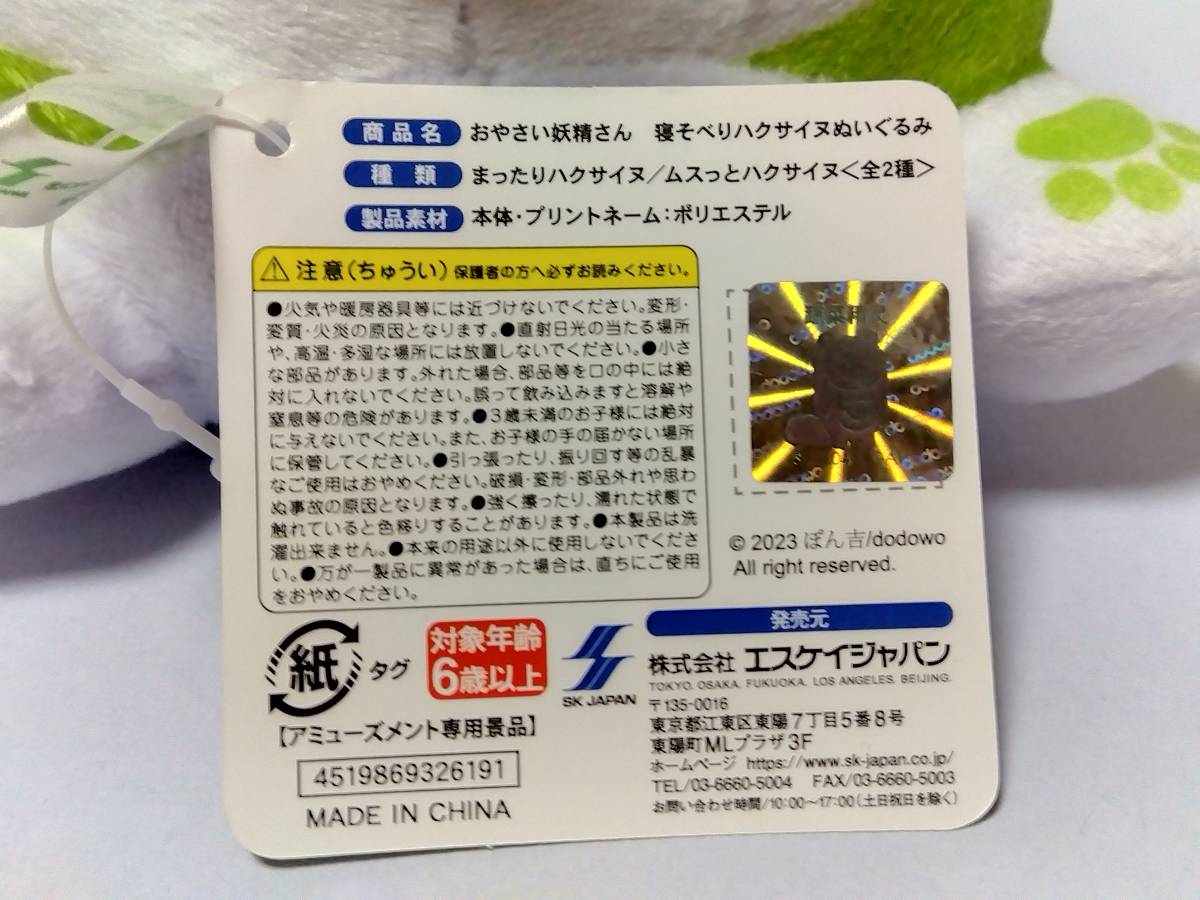 商品名 おやさい妖精さん 寝そべりハクサイヌぬいぐるみ
種類 まったりハクサイヌ/ムスっとハクサイヌ<全2種>
製品素材 本体・プリントネーム:ポリエステル
注意(ちゅうい) 保護者の方へ必ずお読みください。
●火気や暖房器具等には近づけないでください。変形・
変質・火災の原因となります。●直射日光の当たる場所
や、高温・多湿な場所には放置しないでください。●小さ
な部品があります。外れた場合、部品等を口の中には絶
対に入れないでください。誤って飲み込みますと溶解や
窒息等の危険があります。●3歳未満のお子様には絶対
に与えないでください。また、お子様の手の届かない場所
に保管してください。●引っ張ったり、振り回す等の乱暴
なご使用はおやめください。破損・変形・部品外れや思わ
ぬ事故の原因となります。●強く擦ったり、濡れた状態で
触れていると色移りすることがあります。●本製品は洗
濯出来ません。●本来の用途以外に使用しないでくださ
い。●万が一製品に異常があった場合は、直ちにご使用
をおやめください。
© 2023 ぽん吉/dodowo
All right reserved.
紙 タグ
対象年齢
6歳以上
SK JAPAN
発売元
株式会社 エスケイジャパン
TOKYO. OSAKA. FUKUOKA. LOS ANGELES. BEIJING.
〒135-0016
東京都江東区東陽7丁目5番8号
東陽町MLプラザ3F
ホームページ https://www.sk-japan.co.jp/
TEL/03-6660-5004 FAX/03-6660-5003
お問い合わせ時間/10:00~17:00(土日祝日を除く)
【アミューズメント専用景品】
4519869326191
MADE IN CHINA